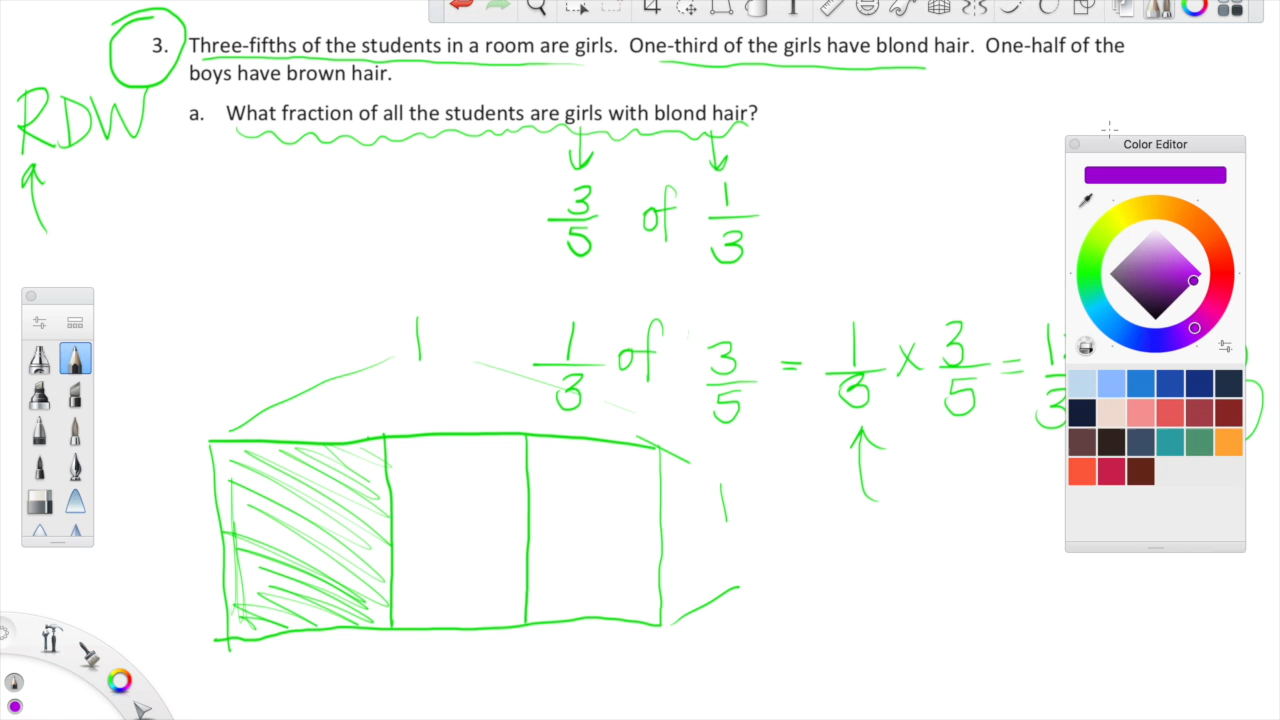 3. Three-fifths of the students in a room are girls. One-third of the girls have blond hair. One-half of the
boys have brown hair.
RDW
a. What fraction of all the students are girls with blond hair?
Color Editor
3/5 of 1/3
1
1/3 of 3/5 = 1/3 × 3/5 =
1